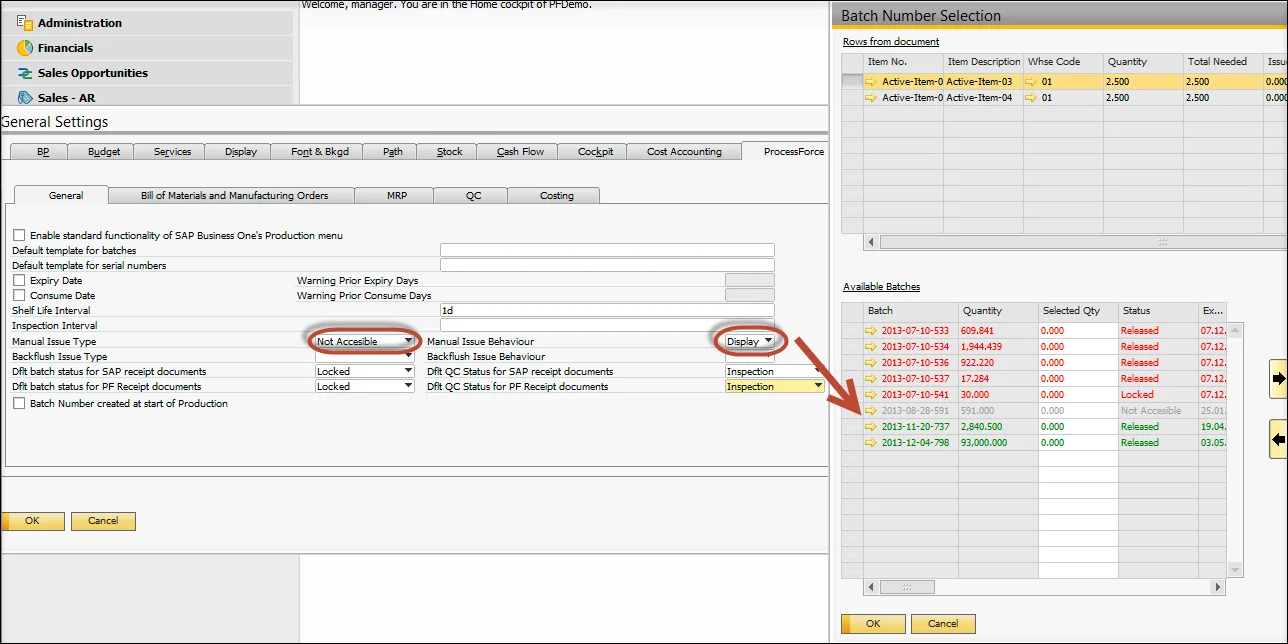 Welcome, manager. You are in the Home cockpit of PFDemo.
Administration
Financials
Sales Opportunities
Sales - AR
General Settings
BP Budget Services Display Font & Bkgd Path Stock Cash Flow Cockpit Cost Accounting ProcessForce
General Bill of Materials and Manufacturing Orders MRP QC Costing
Enable standard functionality of SAP Business One's Production menu
Default template for batches
Default template for serial numbers
Expiry Date Warning Prior Expiry Days
Consume Date Warning Prior Consume Days
Shelf Life Interval 1d
Inspection Interval
Manual Issue Type Not Accesible Manual Issue Behaviour Display
Backflush Issue Type Backflush Issue Behaviour
Dflt batch status for SAP receipt documents Locked Dflt QC Status for SAP receipt documents Inspection
Dflt batch status for PF Receipt documents Locked Dflt QC Status for PF Receipt documents Inspection
Batch Number created at start of Production
OK Cancel
Batch Number Selection
Rows from document
Item No. Item Description Whse Code Quantity Total Needed Issu
Active-Item-0 Active-Item-03 01 2.500 2.500 0.000
Active-Item-0 Active-Item-04 01 2.500 2.500 0.000
Available Batches
Batch Quantity Selected Qty Status Ex...
2013-07-10-533 609.841 0.000 Released 07.12.
2013-07-10-534 1,944.439 0.000 Released 07.12.
2013-07-10-536 922.220 0.000 Released 07.12.
2013-07-10-537 17.284 0.000 Released 07.12.
2013-07-10-541 30.000 0.000 Locked 07.12.
2013-08-28-591 591.000 0.000 Not Accesible 25.01.
2013-11-20-737 2,840.500 0.000 Released 19.04.
2013-12-04-798 93,000.000 0.000 Released 03.05.
OK Cancel